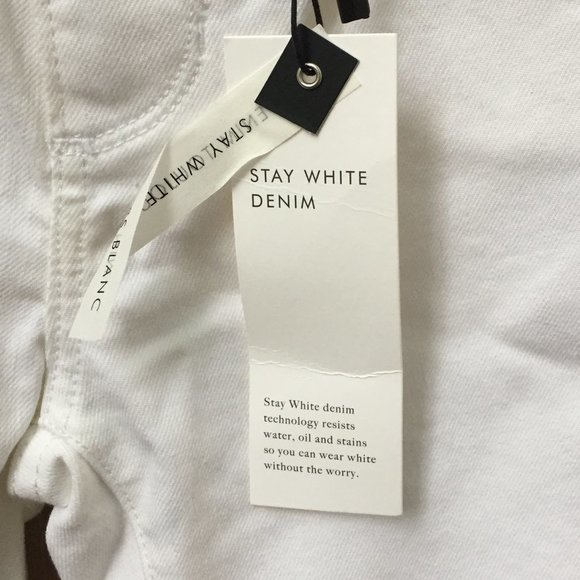 STAY WHITE
DENIM
Stay White denim
technology resists
water, oil and stains
so you can wear white
without the worry.
STAY WHITE
BLANC